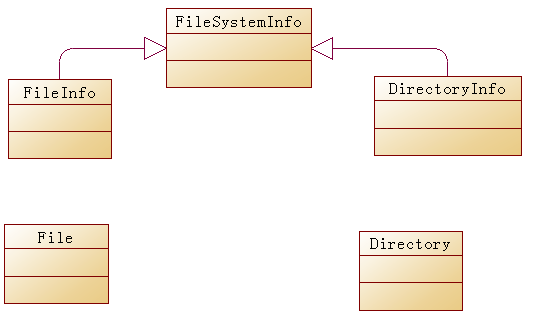 FileSystemInfo
FileInfo
DirectoryInfo
File
Directory